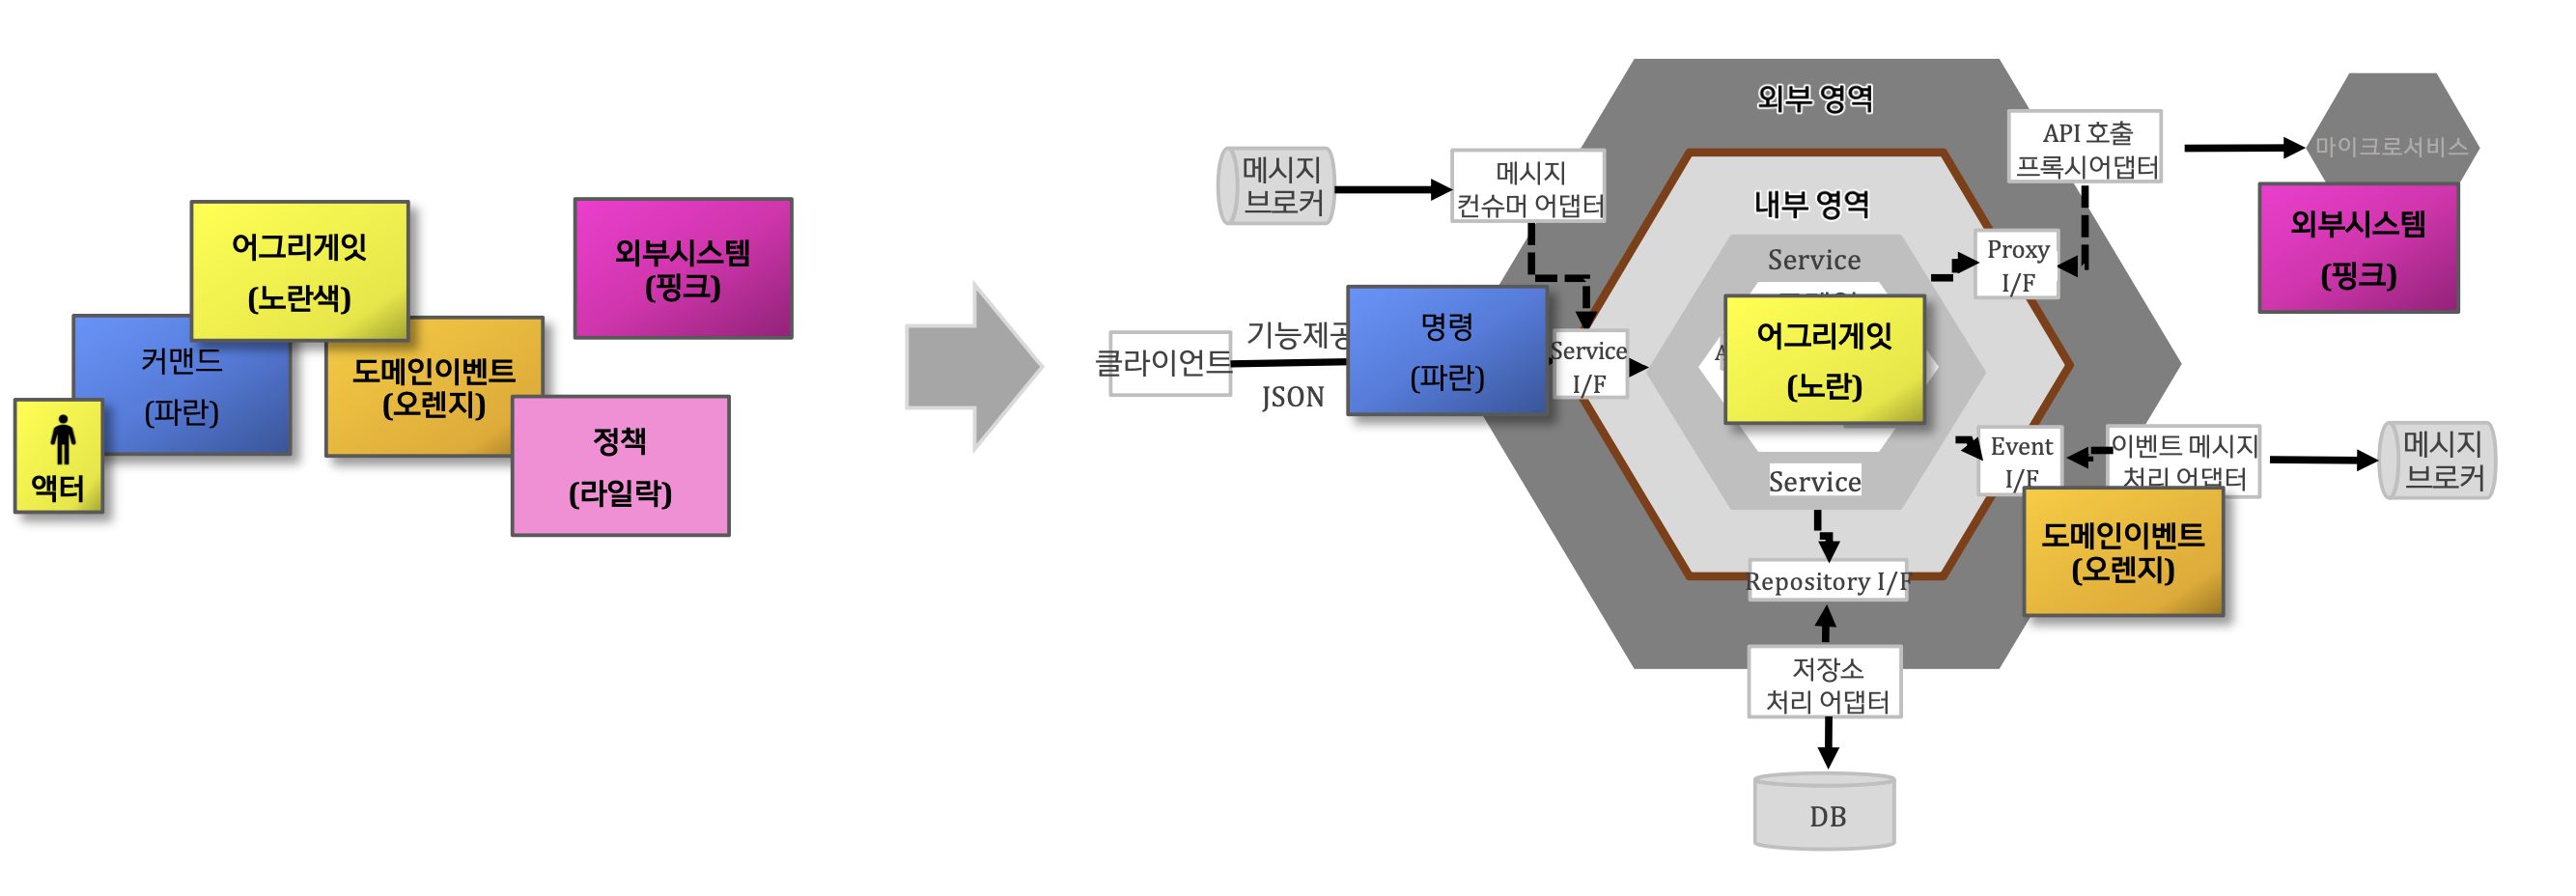 어그리게잇
(노란색)
외부시스템
(핑크)
커맨드
(파란)
도메인이벤트
(오렌지)
액터
정책
(라일락)
외부 영역
내부 영역
메시지
브로커
메시지
컨슈머 어댑터
API 호출
프록시어댑터
마이크로서비스
외부시스템
(핑크)
Service
Proxy
I/F
클라이언트
기능제공
JSON
명령
(파란)
Service
I/F
어그리게잇
(노란)
Service
Event
I/F
이벤트 메시지
처리 어댑터
메시지
브로커
도메인이벤트
(오렌지)
Repository I/F
저장소
처리 어댑터
DB